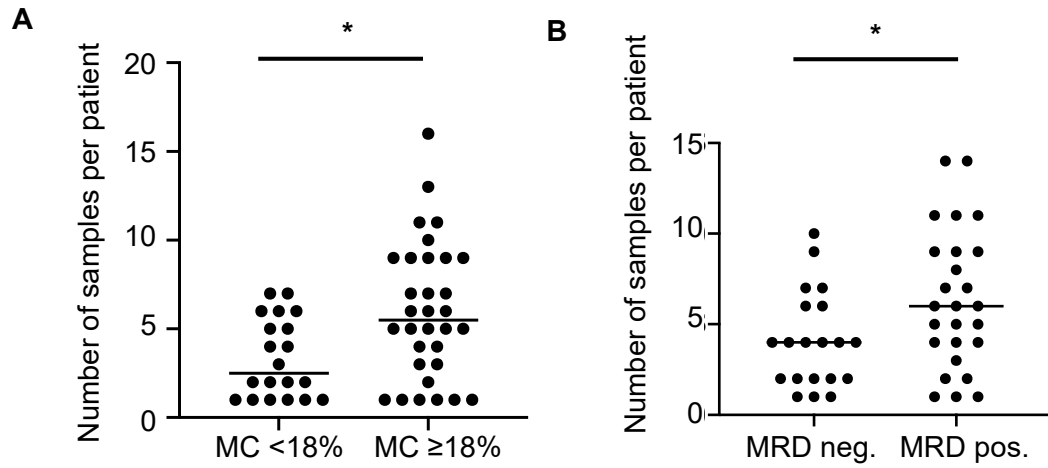 A
*
Number of samples per patient
20
15
10
5
0
MC <18%
MC ≥18%
B
*
Number of samples per patient
15
10
5
0
MRD neg.
MRD pos.